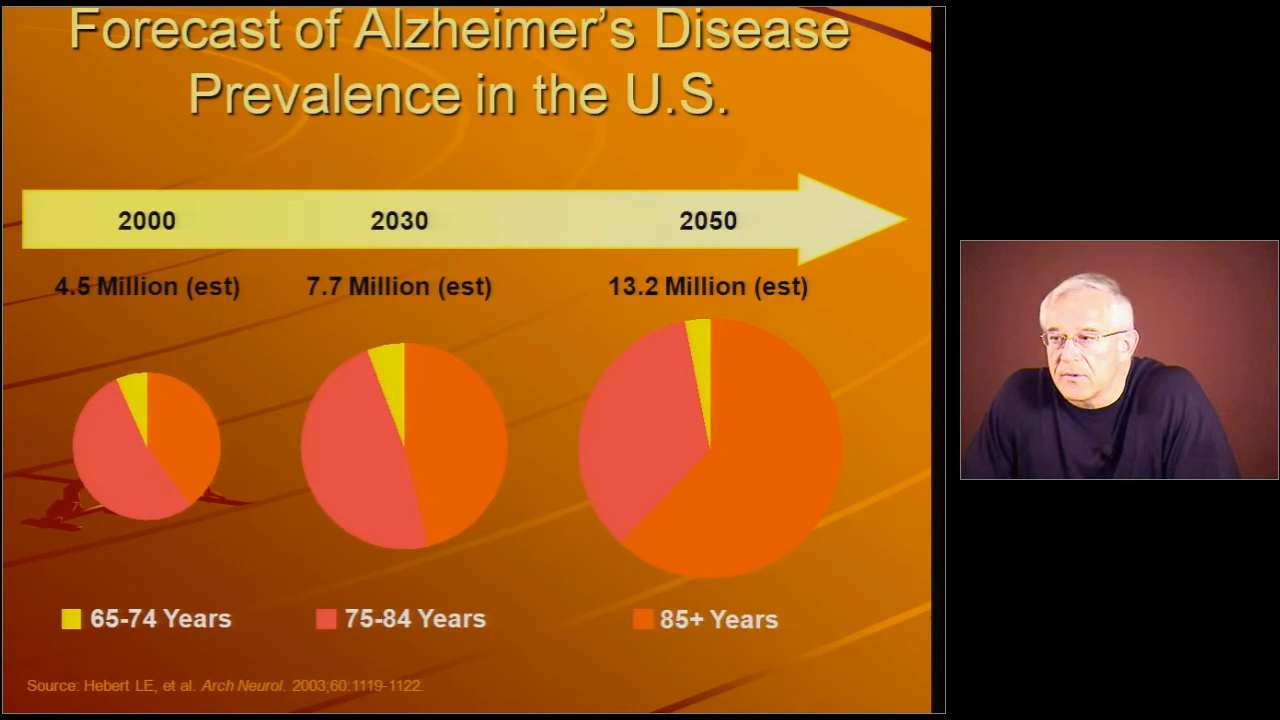 Forecast of Alzheimer’s Disease
Prevalence in the U.S.
2000 2030 2050
4.5 Million (est) 7.7 Million (est) 13.2 Million (est)
65-74 Years 75-84 Years 85+ Years
Source: Hebert LE, et al. Arch Neurol. 2003;60:1119-1122.